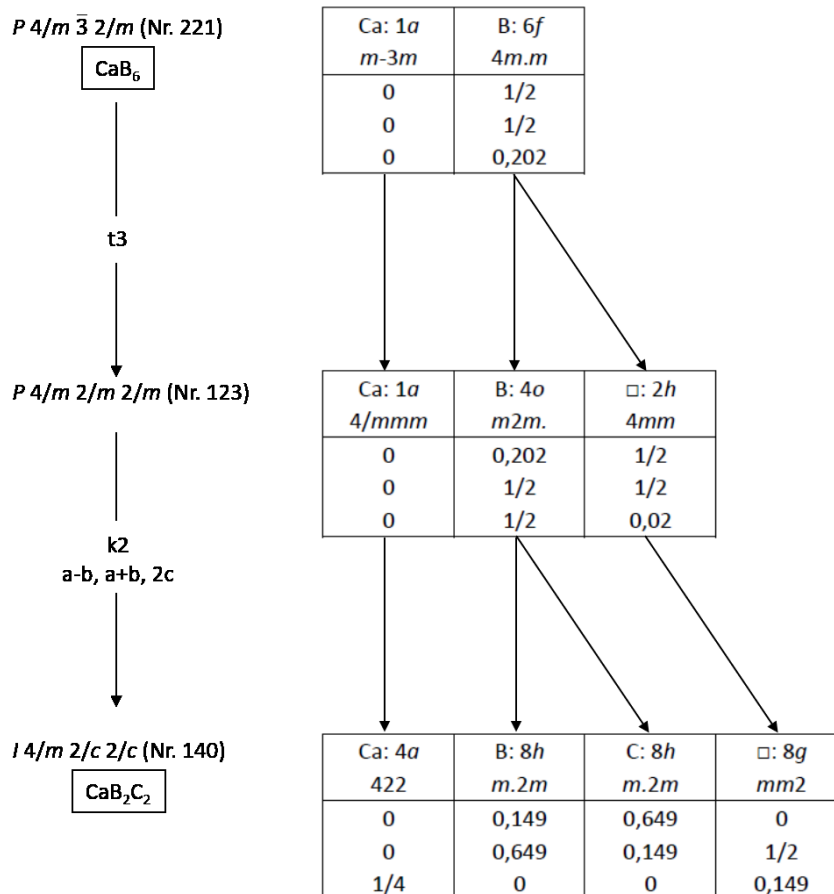 P 4/m 3̅ 2/m (Nr. 221)
CaB₆
Ca: 1a B: 6f
m-3m 4m.m
0 1/2
0 1/2
0 0,202
t3
P 4/m 2/m 2/m (Nr. 123)
Ca: 1a B: 4o □: 2h
4/mmm m2m. 4mm
0 0,202 1/2
0 1/2 1/2
0 1/2 0,02
k2
a-b, a+b, 2c
I 4/m 2/c 2/c (Nr. 140)
CaB₂C₂
Ca: 4a B: 8h C: 8h □: 8g
422 m.2m m.2m mm2
0 0,149 0,649 0
0 0,649 0,149 1/2
1/4 0 0 0,149